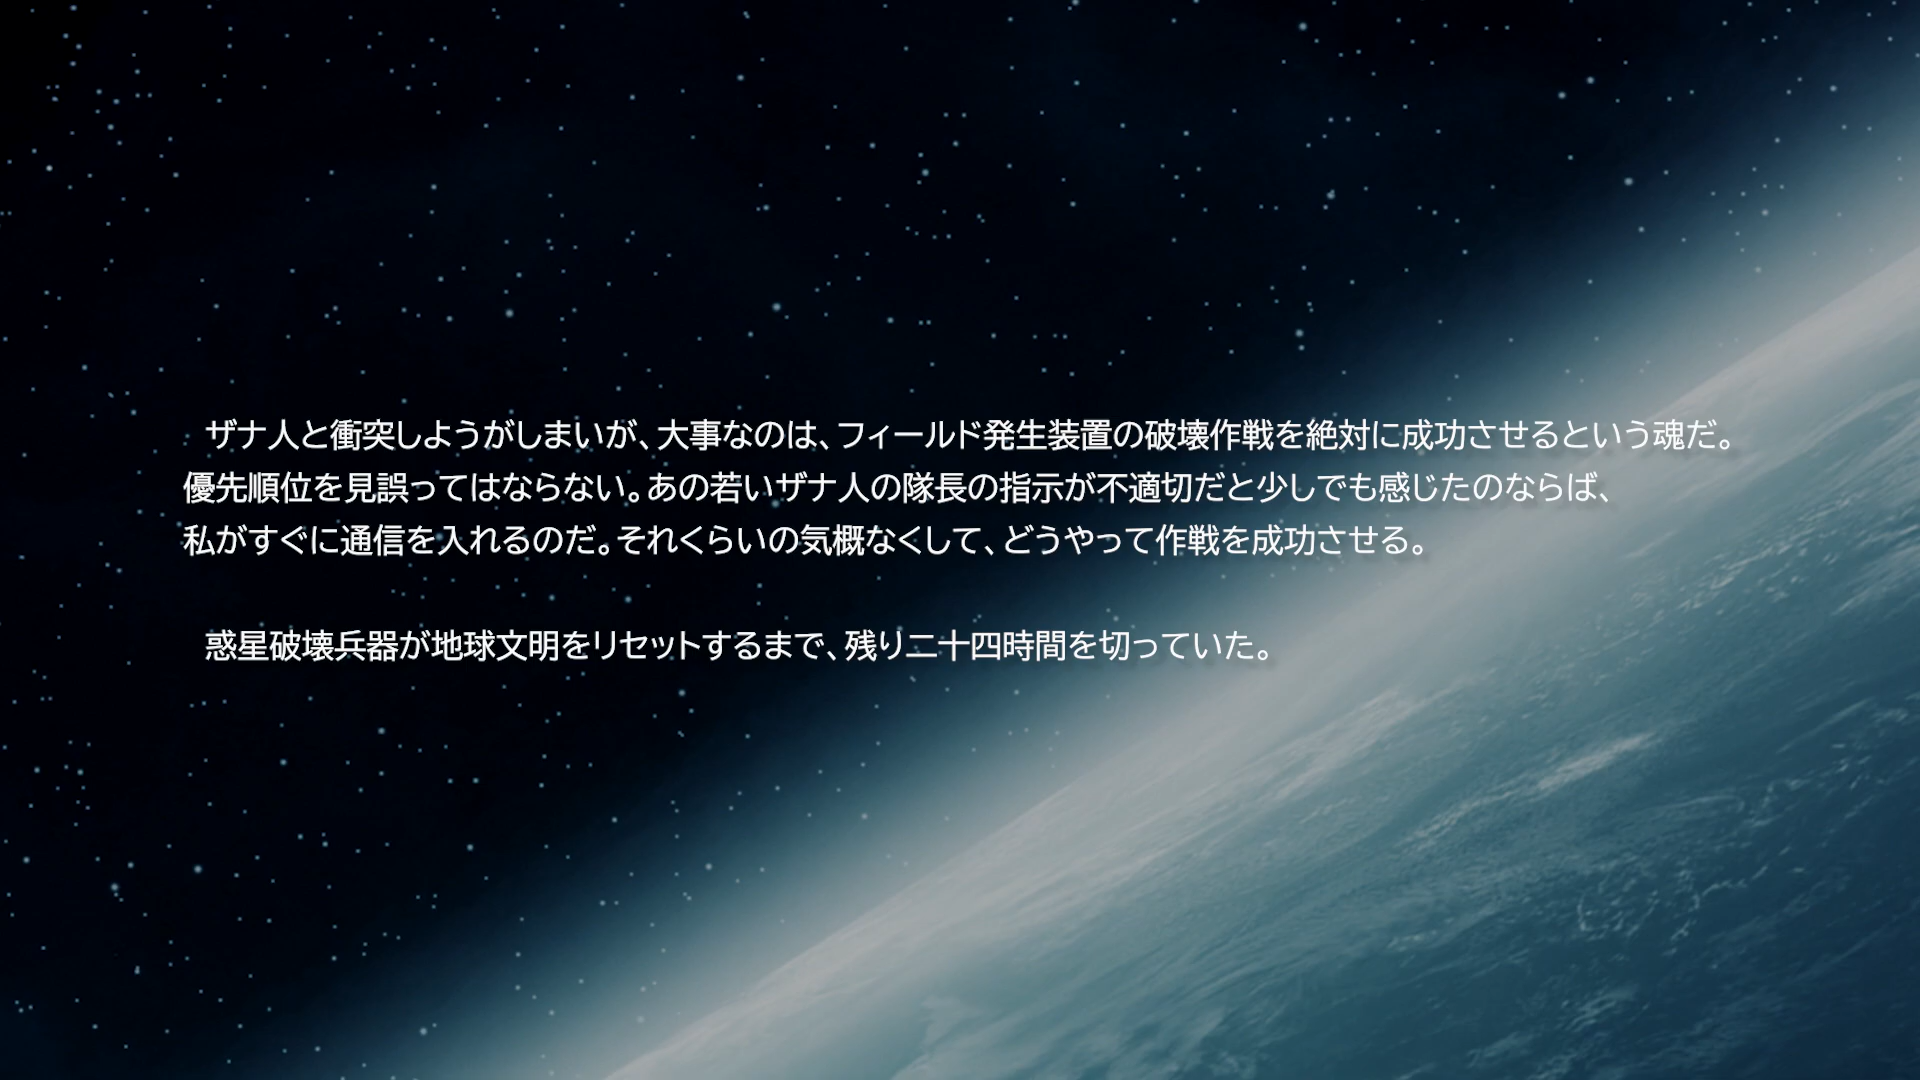 ザナ人と衝突しようがしまいが、大事なのは、フィールド発生装置の破壊作戦を絶対に成功させるという魂だ。
優先順位を見誤ってはならない。あの若いザナ人の隊長の指示が不適切だと少しでも感じたのならば、
私がすぐに通信を入れるのだ。それくらいの気概なくして、どうやって作戦を成功させる。
惑星破壊兵器が地球文明をリセットするまで、残り二十四時間を切っていた。